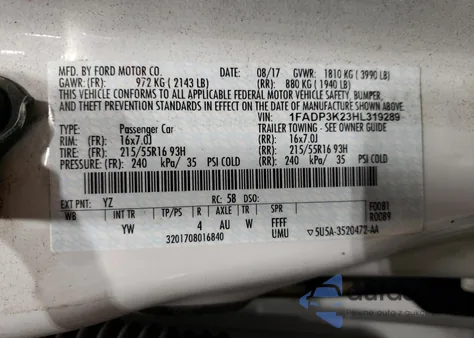 MFD. BY FORD MOTOR CO.
DATE: 08/17 GVWR: 1810 KG ( 3990 LB)
GAWR: (FR): 972 KG ( 2143 LB) (RR): 880 KG ( 1940 LB)
THIS VEHICLE CONFORMS TO ALL APPLICABLE FEDERAL MOTOR VEHICLE SAFETY, BUMPER,
AND THEFT PREVENTION STANDARDS IN EFFECT ON THE DATE OF MANUFACTURE SHOWN ABOVE.
VIN: 1FADP3K23HL319289
TYPE: Passenger Car TRAILER TOWING - SEE OWNER GUIDE
RIM: (FR): 16x7.0J (RR): 16x7.0J
TIRE: (FR): 215/55R16 93H (RR): 215/55R16 93H
PRESSURE: (FR): 240 kPa/ 35 PSI COLD (RR): 240 kPa/ 35 PSI COLD
EXT PNT: YZ RC: 58 DSO: F0081
WB INT TR TP/PS R AXLE TR SPR R0089
YW 4 AU W FFFF
3201708016840 UMU 5U5A-3520472-AA